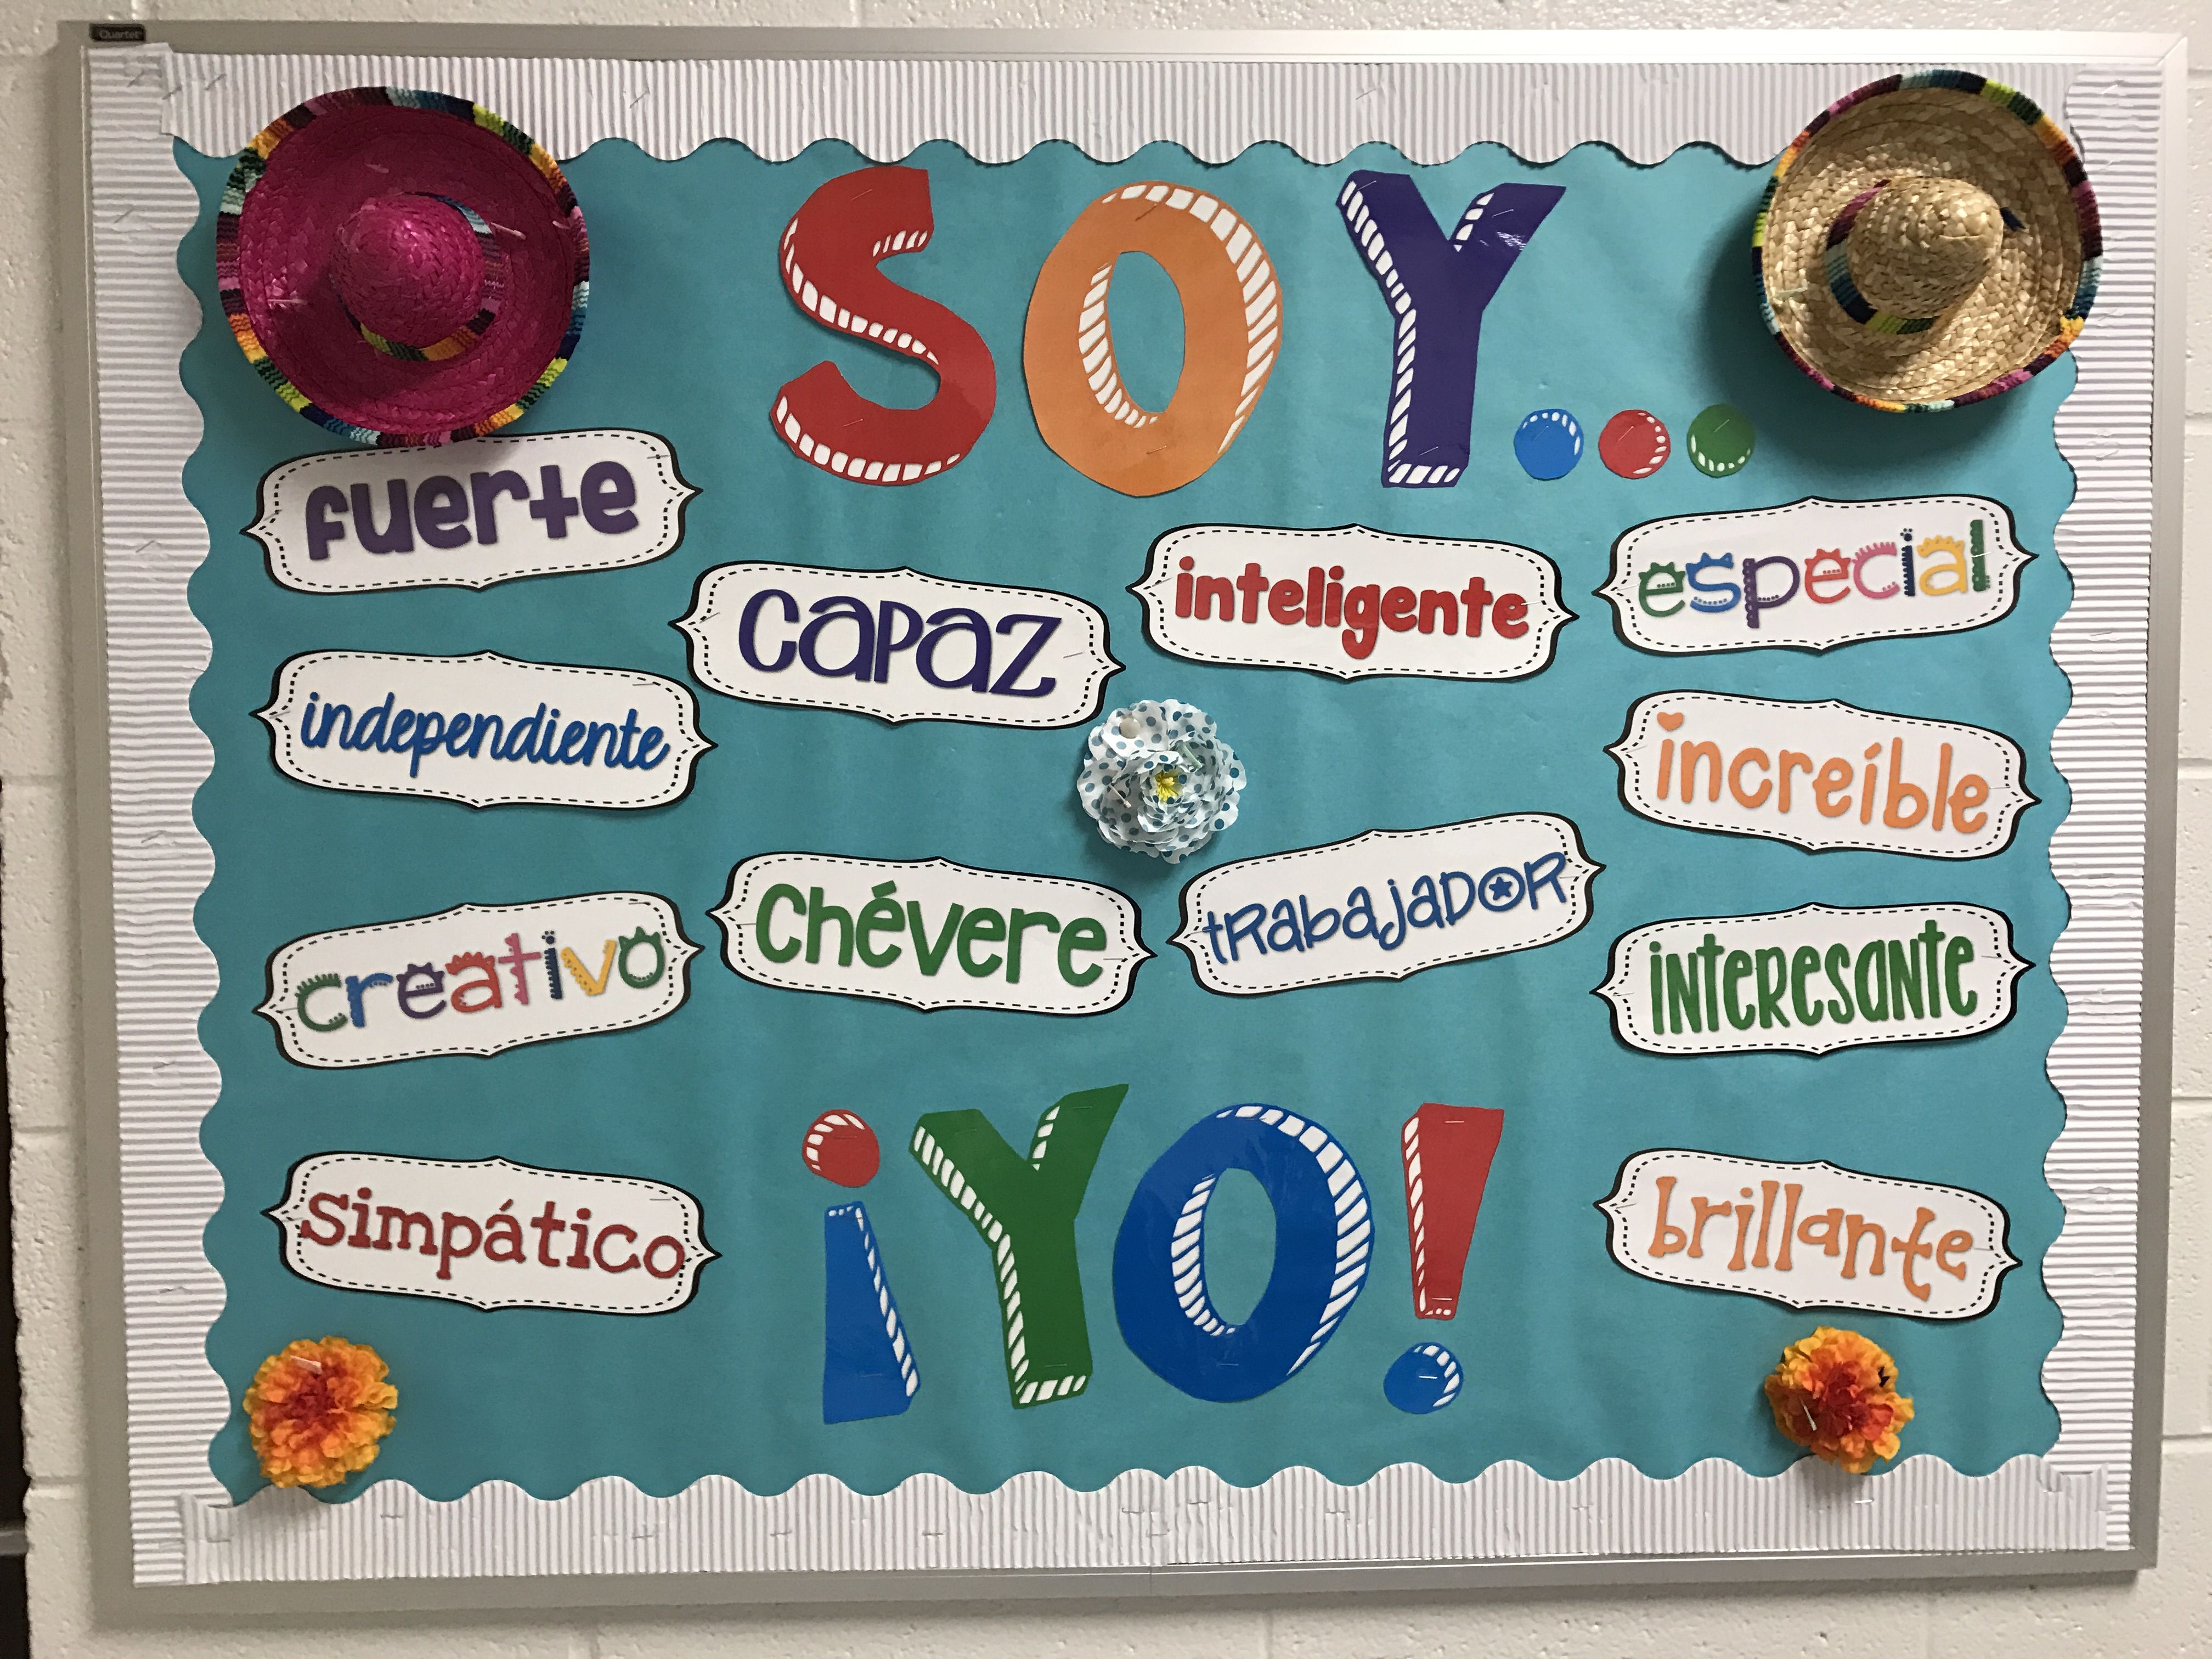 Quartet
SOY...
fuerte
capaz
inteligente
especial
independiente
increíble
creativo
chévere
trabajador
interesante
simpático
¡YO!
brillante